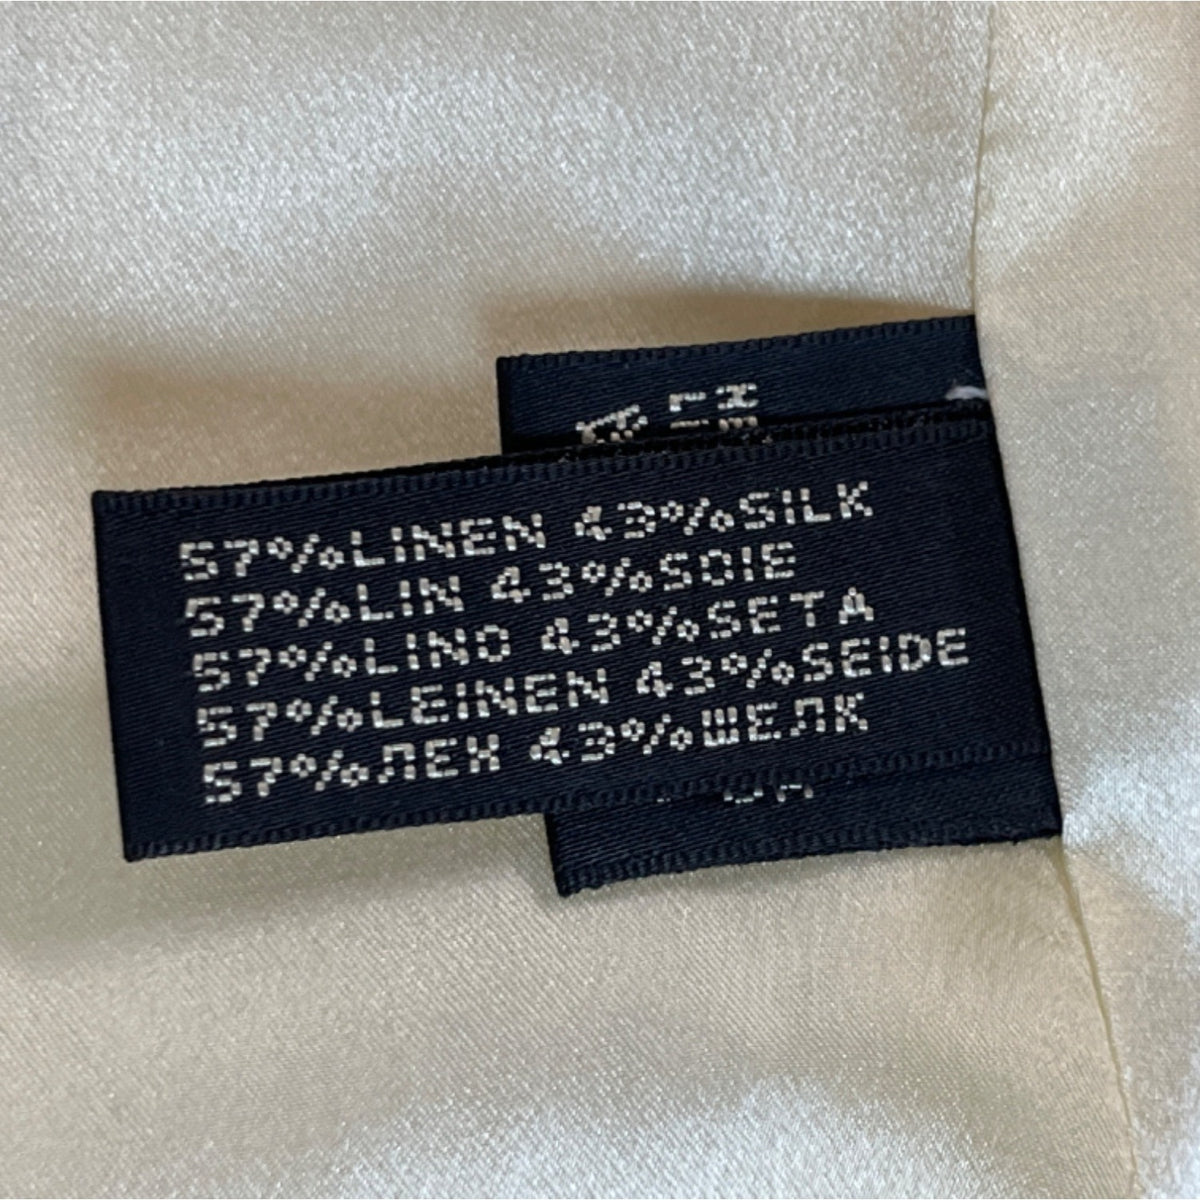 57%LINEN 43%SILK
57%LIN 43%SOIE
57%LINO 43%SETA
57%LEINEN 43%SEIDE
57%ЛЕН 43%ШЕЛК